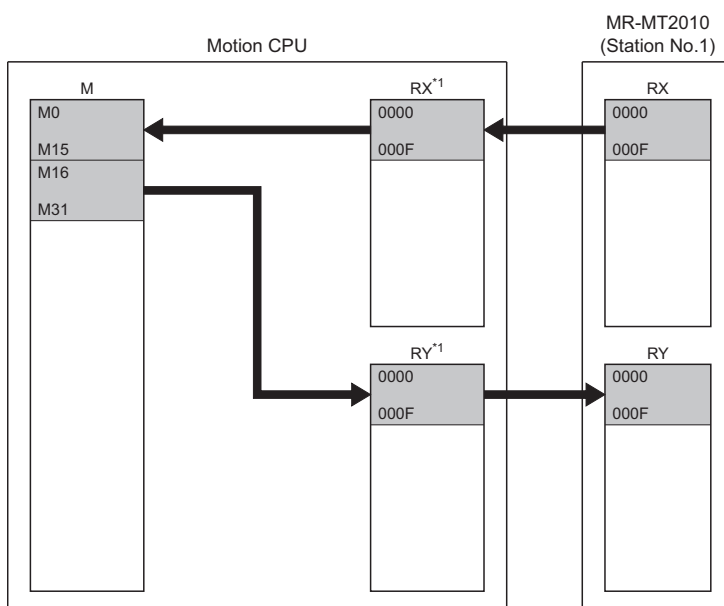 MR-MT2010
(Station No.1)
Motion CPU
M
RX*1
RX
M0
M15
M16
M31
0000
000F
0000
000F
RY*1
RY
0000
000F
0000
000F